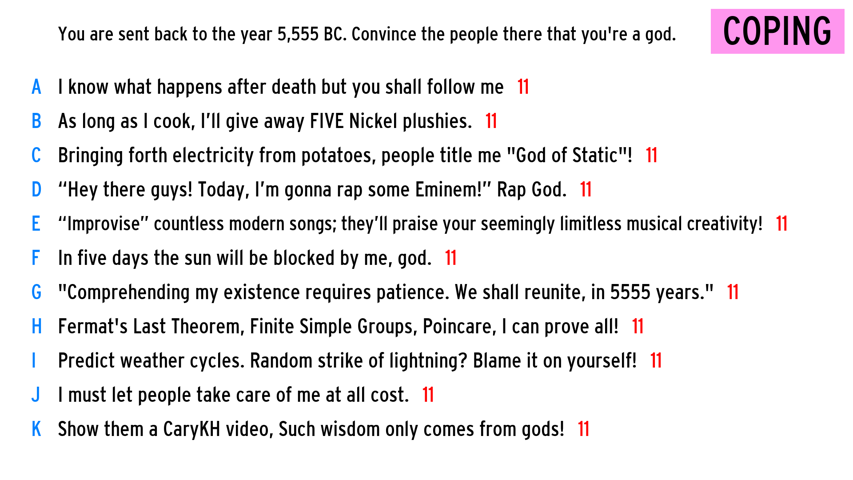 You are sent back to the year 5,555 BC. Convince the people there that you're a god.
COPING
A I know what happens after death but you shall follow me 11
B As long as I cook, I’ll give away FIVE Nickel plushies. 11
C Bringing forth electricity from potatoes, people title me "God of Static"! 11
D “Hey there guys! Today, I’m gonna rap some Eminem!” Rap God. 11
E “Improvise” countless modern songs; they’ll praise your seemingly limitless musical creativity! 11
F In five days the sun will be blocked by me, god. 11
G "Comprehending my existence requires patience. We shall reunite, in 5555 years." 11
H Fermat's Last Theorem, Finite Simple Groups, Poincare, I can prove all! 11
I Predict weather cycles. Random strike of lightning? Blame it on yourself! 11
J I must let people take care of me at all cost. 11
K Show them a CaryKH video, Such wisdom only comes from gods! 11